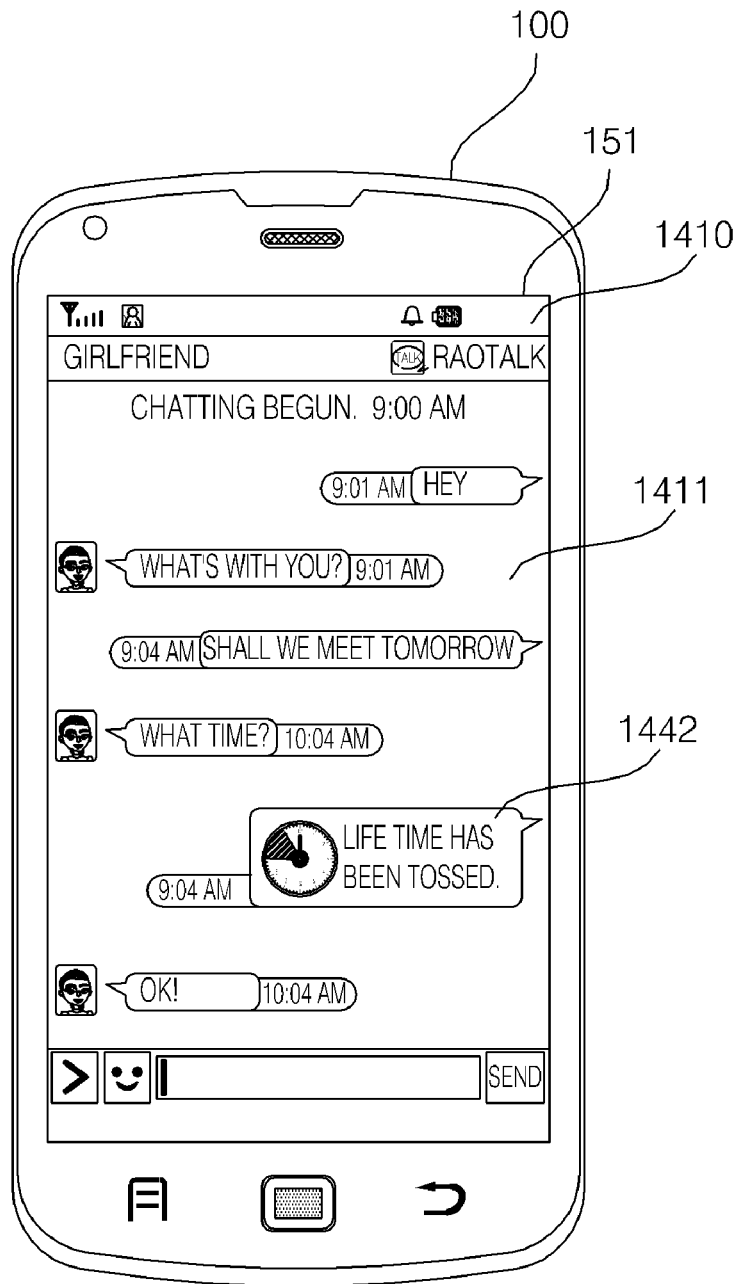 100
151
1410
GIRLFRIEND TALK RAOTALK
CHATTING BEGUN. 9:00 AM
9:01 AM HEY
1411
WHAT'S WITH YOU? 9:01 AM
9:04 AM SHALL WE MEET TOMORROW
WHAT TIME? 10:04 AM
1442
LIFE TIME HAS
BEEN TOSSED.
9:04 AM
OK! 10:04 AM
SEND